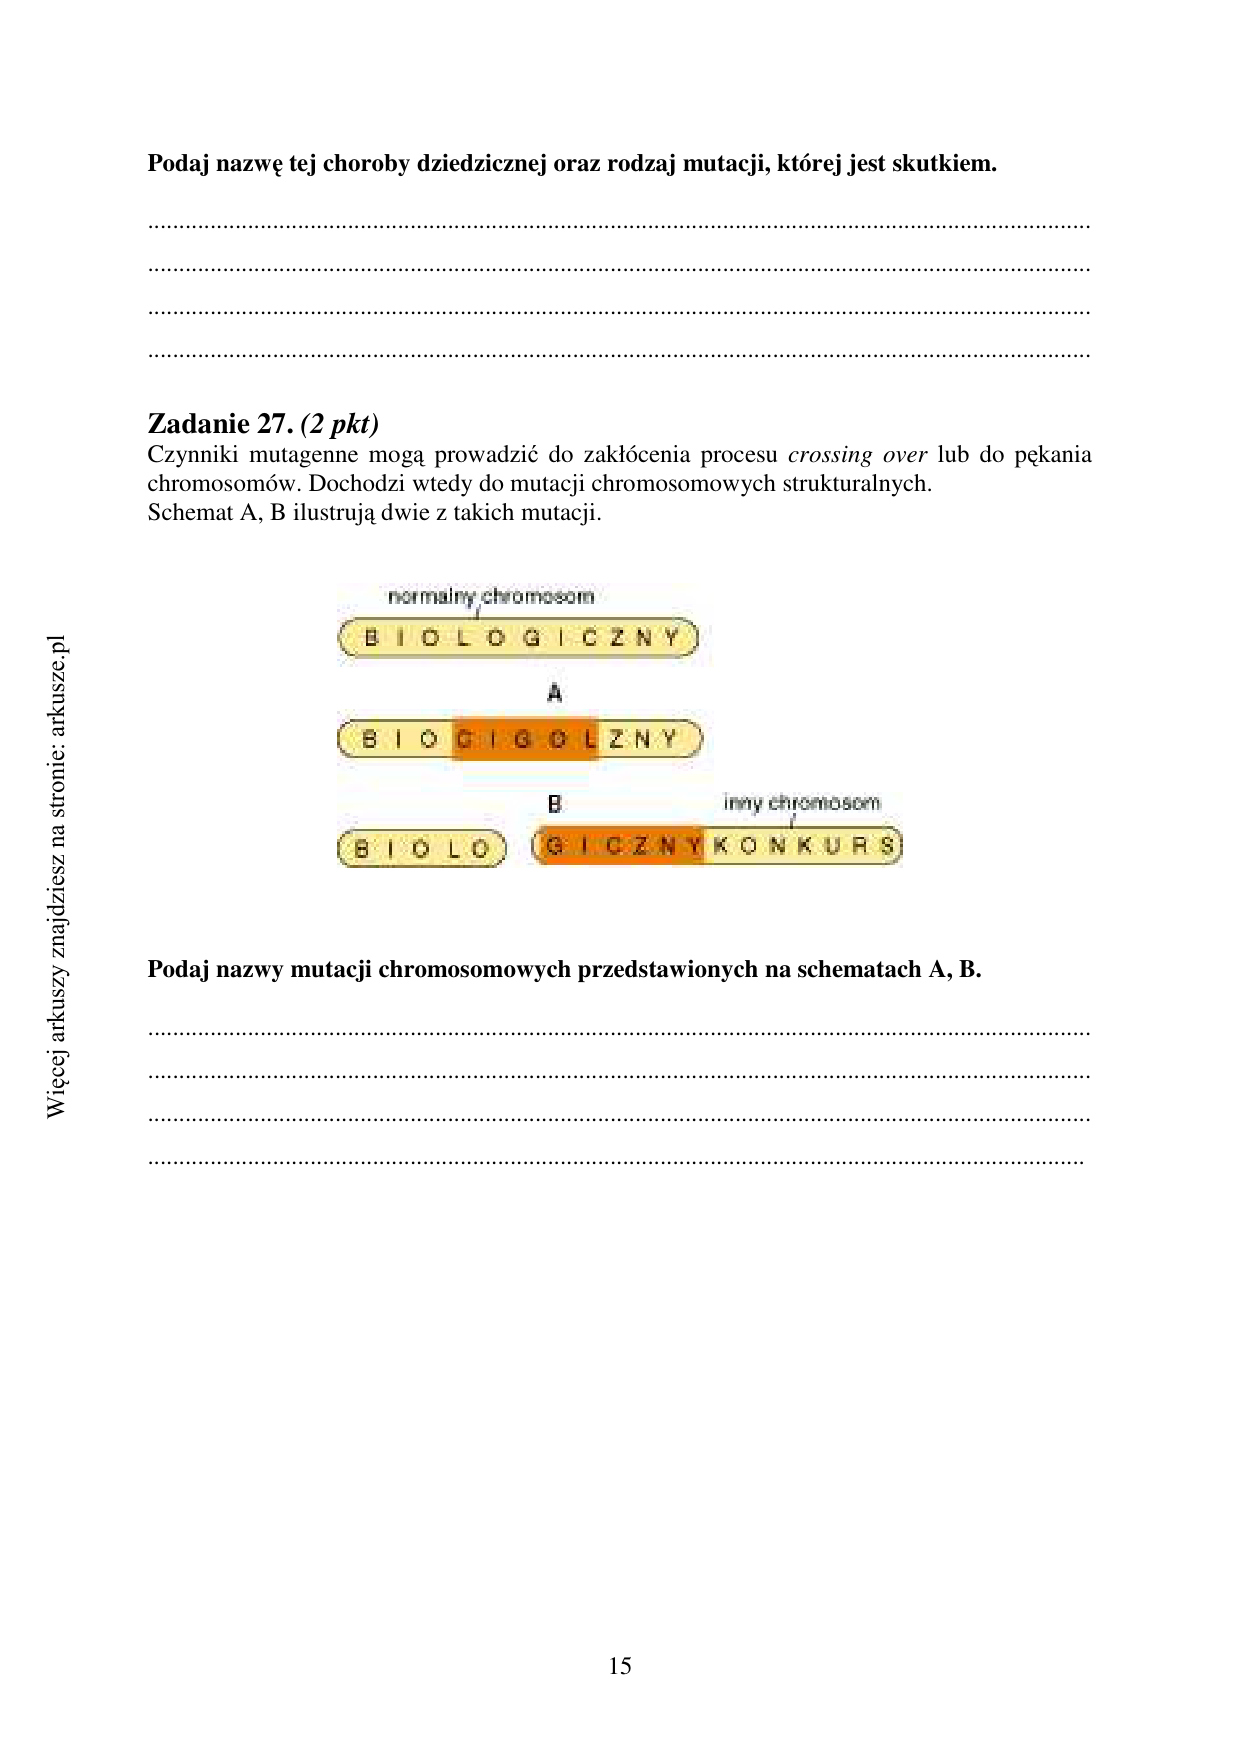 Podaj nazwę tej choroby dziedzicznej oraz rodzaj mutacji, której jest skutkiem.
.......................................................................................................................................................
.......................................................................................................................................................
.......................................................................................................................................................
.......................................................................................................................................................
Zadanie 27. (2 pkt)
Czynniki mutagenne mogą prowadzić do zakłócenia procesu crossing over lub do pękania
chromosomów. Dochodzi wtedy do mutacji chromosomowych strukturalnych.
Schemat A, B ilustrują dwie z takich mutacji.
normalny chromosom
B I O L O G I C Z N Y
A
B I O C I G O L Z N Y
B
inny chromosom
B I O L O G I C Z N Y K O N K U R S
Podaj nazwy mutacji chromosomowych przedstawionych na schematach A, B.
.......................................................................................................................................................
.......................................................................................................................................................
.......................................................................................................................................................
......................................................................................................................................................
15
Więcej arkuszy znajdziesz na stronie: arkusze.pl